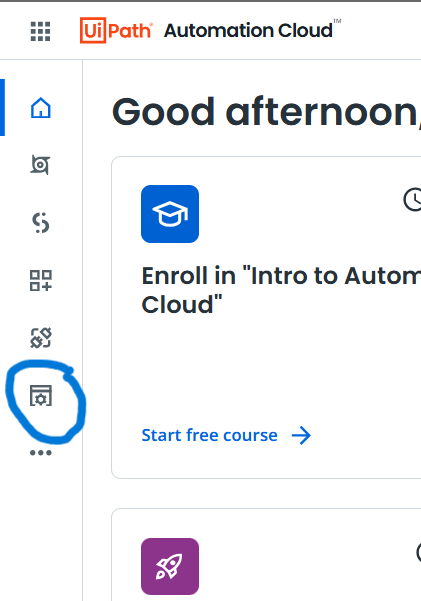 UiPath® Automation Cloud™
Good afternoon,
Enroll in "Intro to Autom
Cloud"
Start free course